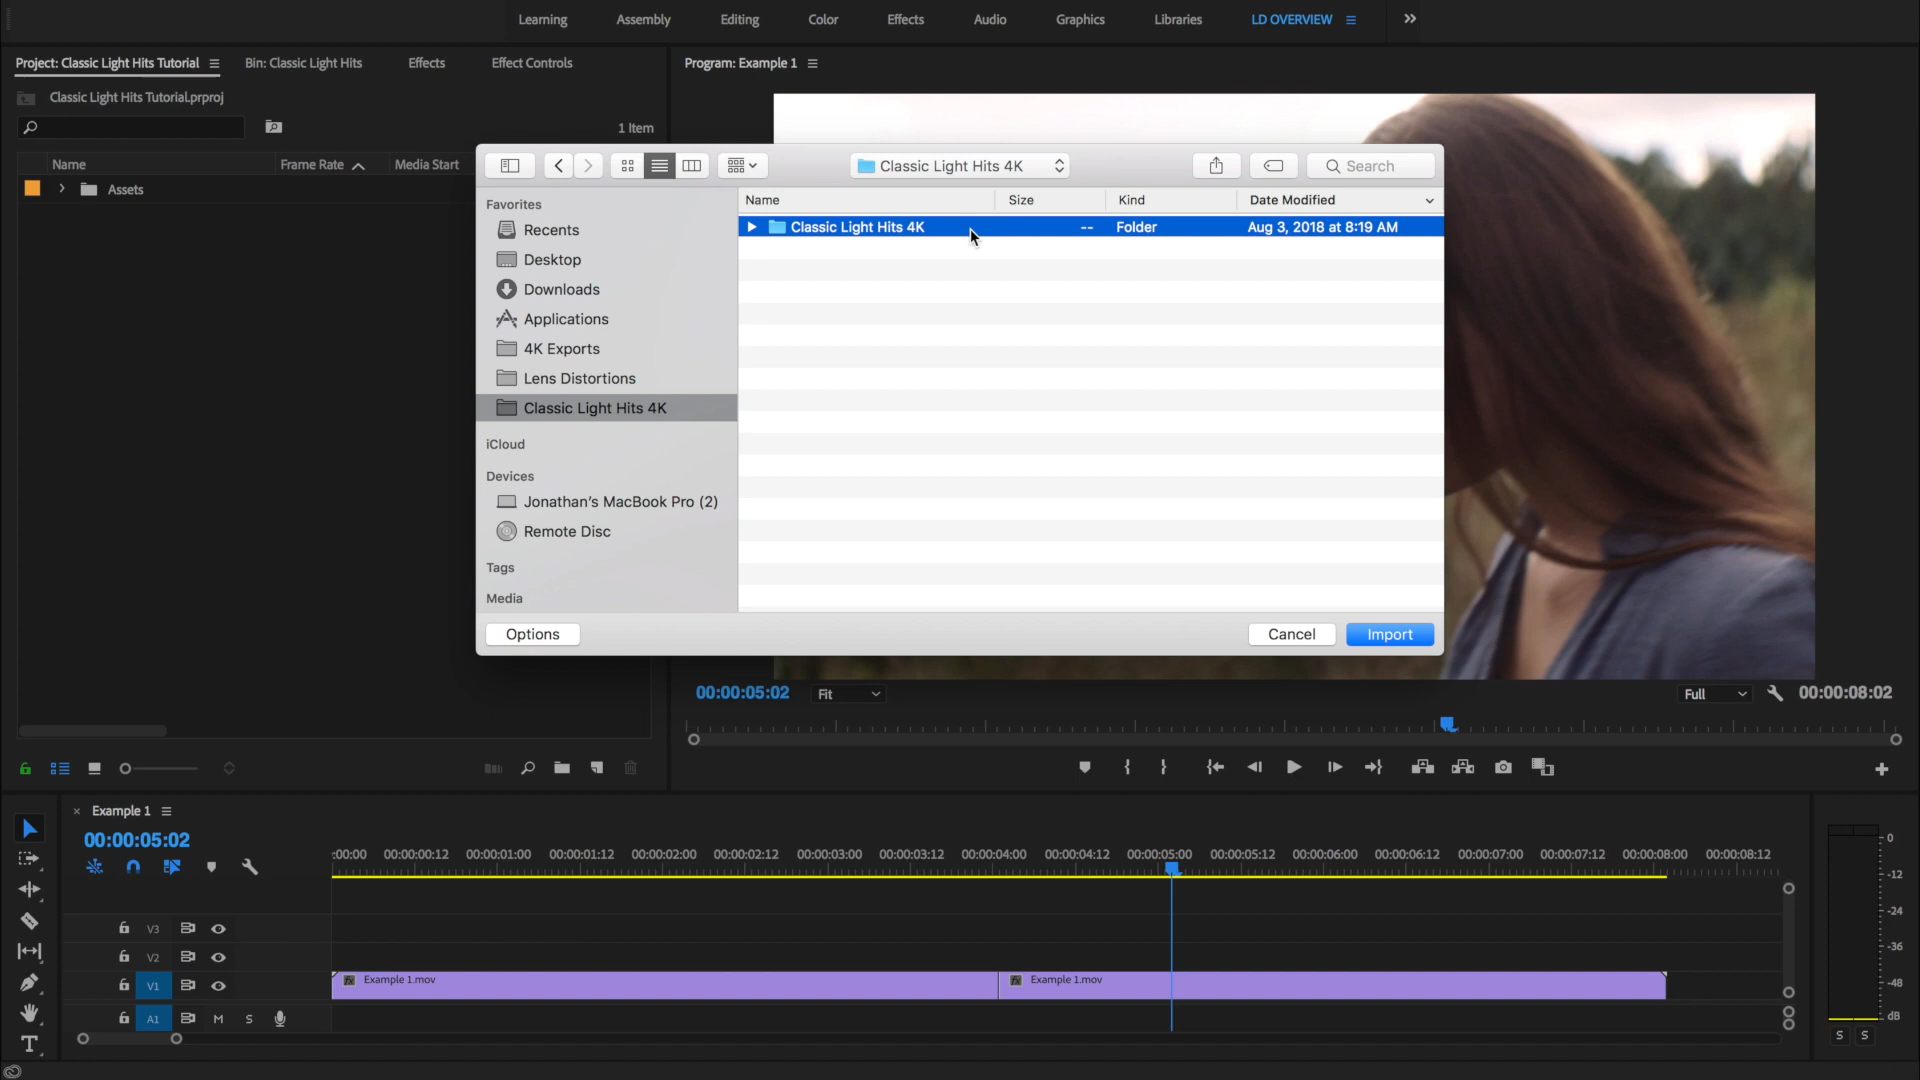 Learning Assembly Editing Color Effects Audio Graphics Libraries LD OVERVIEW
Project: Classic Light Hits Tutorial Bin: Classic Light Hits Effects Effect Controls Program: Example 1
Classic Light Hits Tutorial.prproj
1 Item
Name Frame Rate Media Start
Assets
Classic Light Hits 4K Search
Favorites Name Size Kind Date Modified
Classic Light Hits 4K -- Folder Aug 3, 2018 at 8:19 AM
Recents
Desktop
Downloads
Applications
4K Exports
Lens Distortions
Classic Light Hits 4K
iCloud
Devices
Jonathan's MacBook Pro (2)
Remote Disc
Tags
Media
Options Cancel Import
00:00:05:02 Fit Full 00:00:08:02
Example 1
00:00:05:02
:00:00 00:00:00:12 00:00:01:00 00:00:01:12 00:00:02:00 00:00:02:12 00:00:03:00 00:00:03:12 00:00:04:00 00:00:04:12 00:00:05:00 00:00:05:12 00:00:06:00 00:00:06:12 00:00:07:00 00:00:07:12 00:00:08:00 00:00:08:12
V3
V2
V1 fx Example 1.mov fx Example 1.mov
A1 M S
0
-12
-24
-36
-48
dB
S S